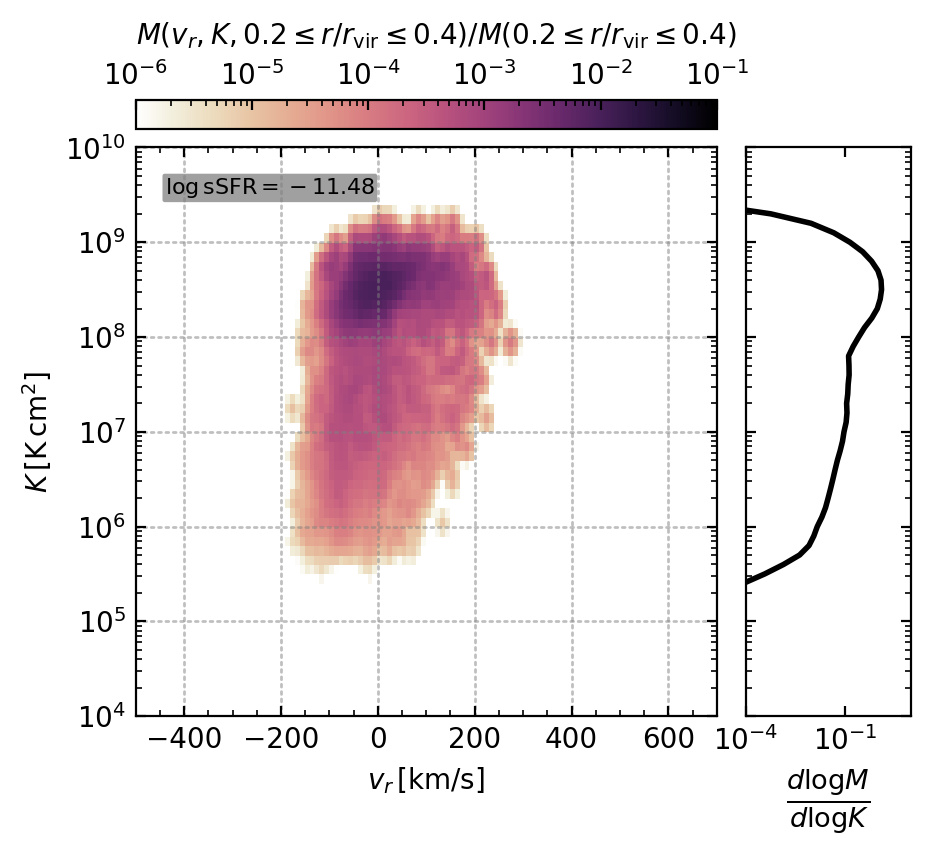 M(v_r, K, 0.2 ≤ r/r_vir ≤ 0.4)/M(0.2 ≤ r/r_vir ≤ 0.4)
10^−6 10^−5 10^−4 10^−3 10^−2 10^−1
log sSFR = −11.48
10^10
10^9
10^8
10^7
10^6
10^5
10^4
K [K cm^2]
−400 −200 0 200 400 600
v_r [km/s]
10^−4 10^−1
dlogM
dlogK